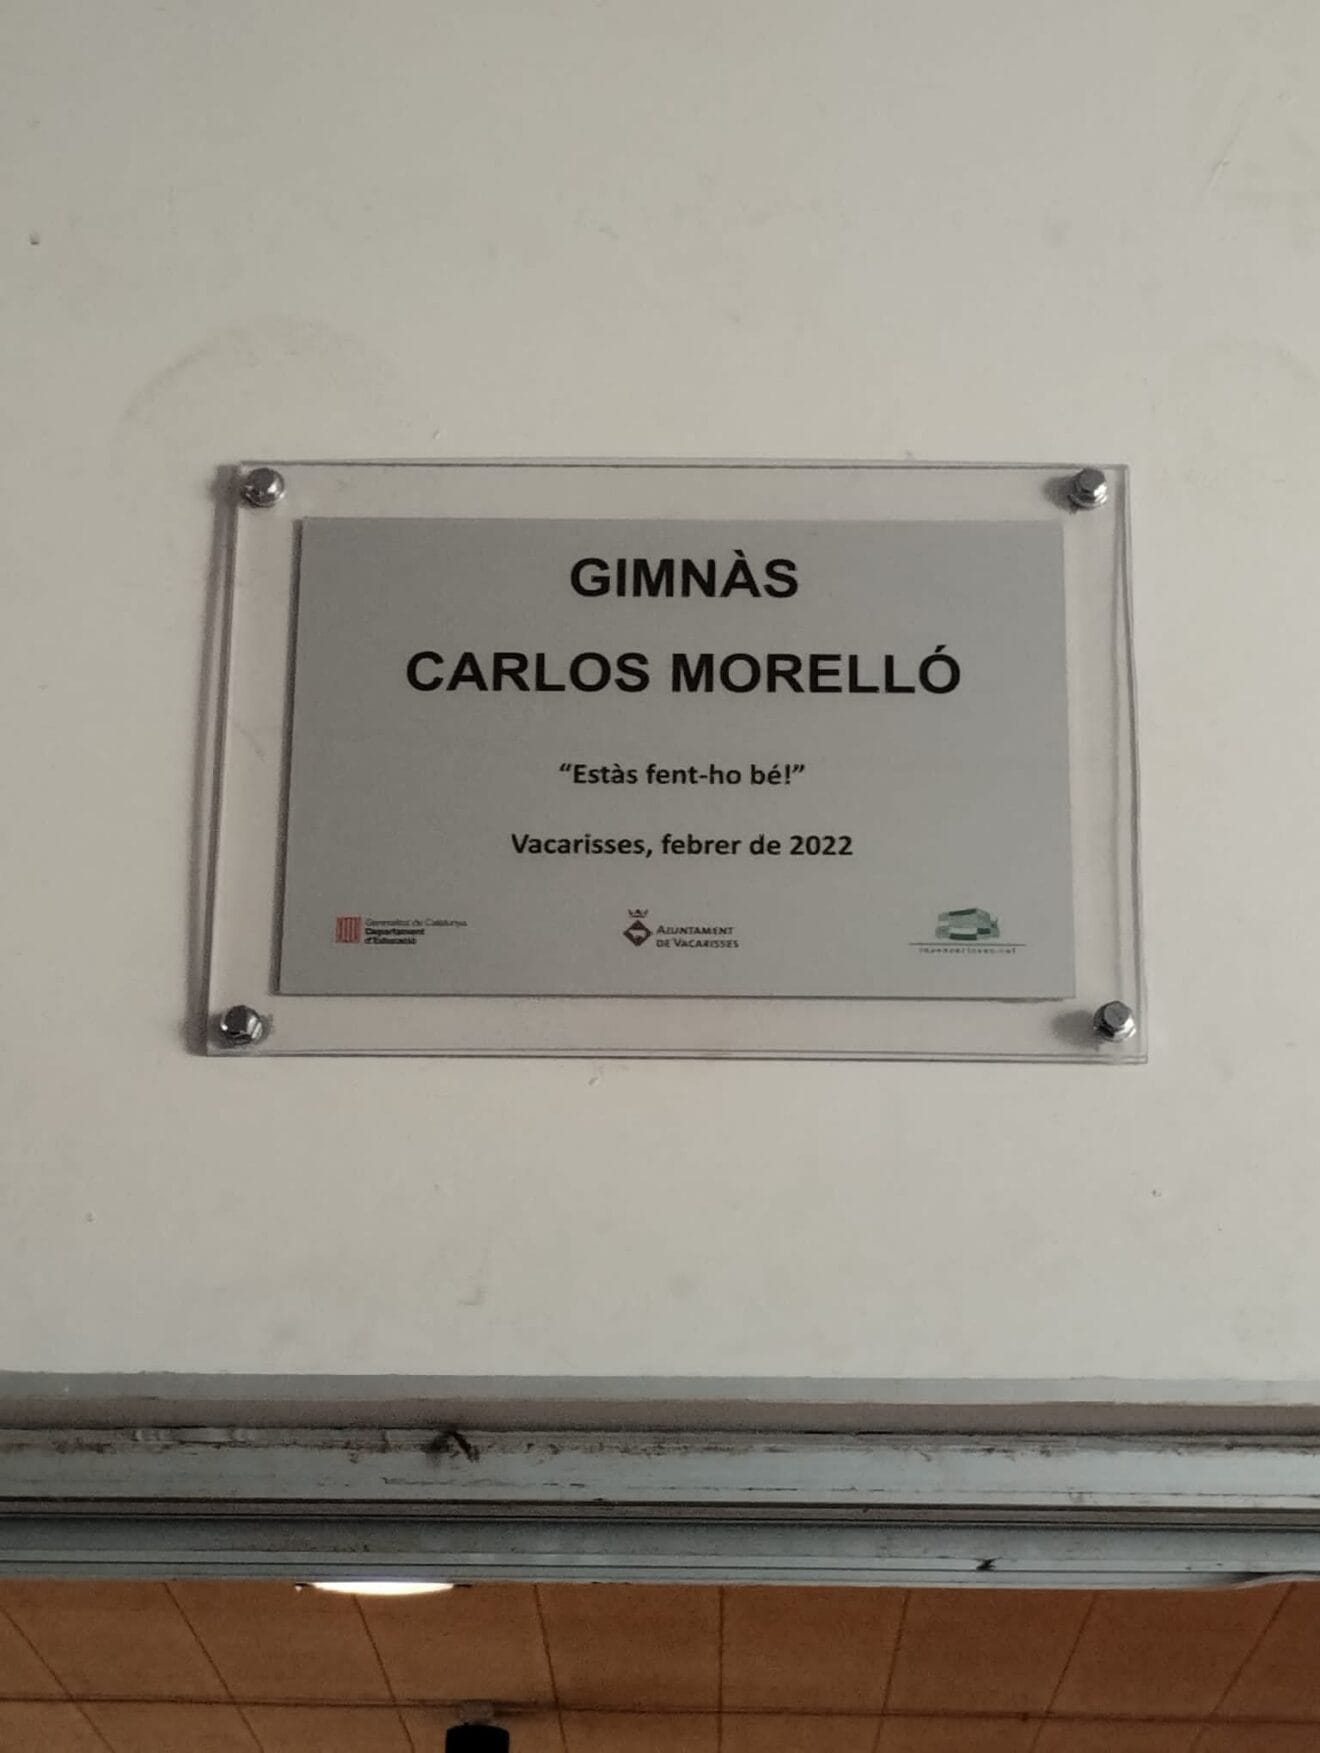 GIMNÀS
CARLOS MORELLÓ
“Estàs fent-ho bé!”
Vacarisses, febrer de 2022
Generalitat de Catalunya
Departament
d'Educació
AJUNTAMENT
DE VACARISSES